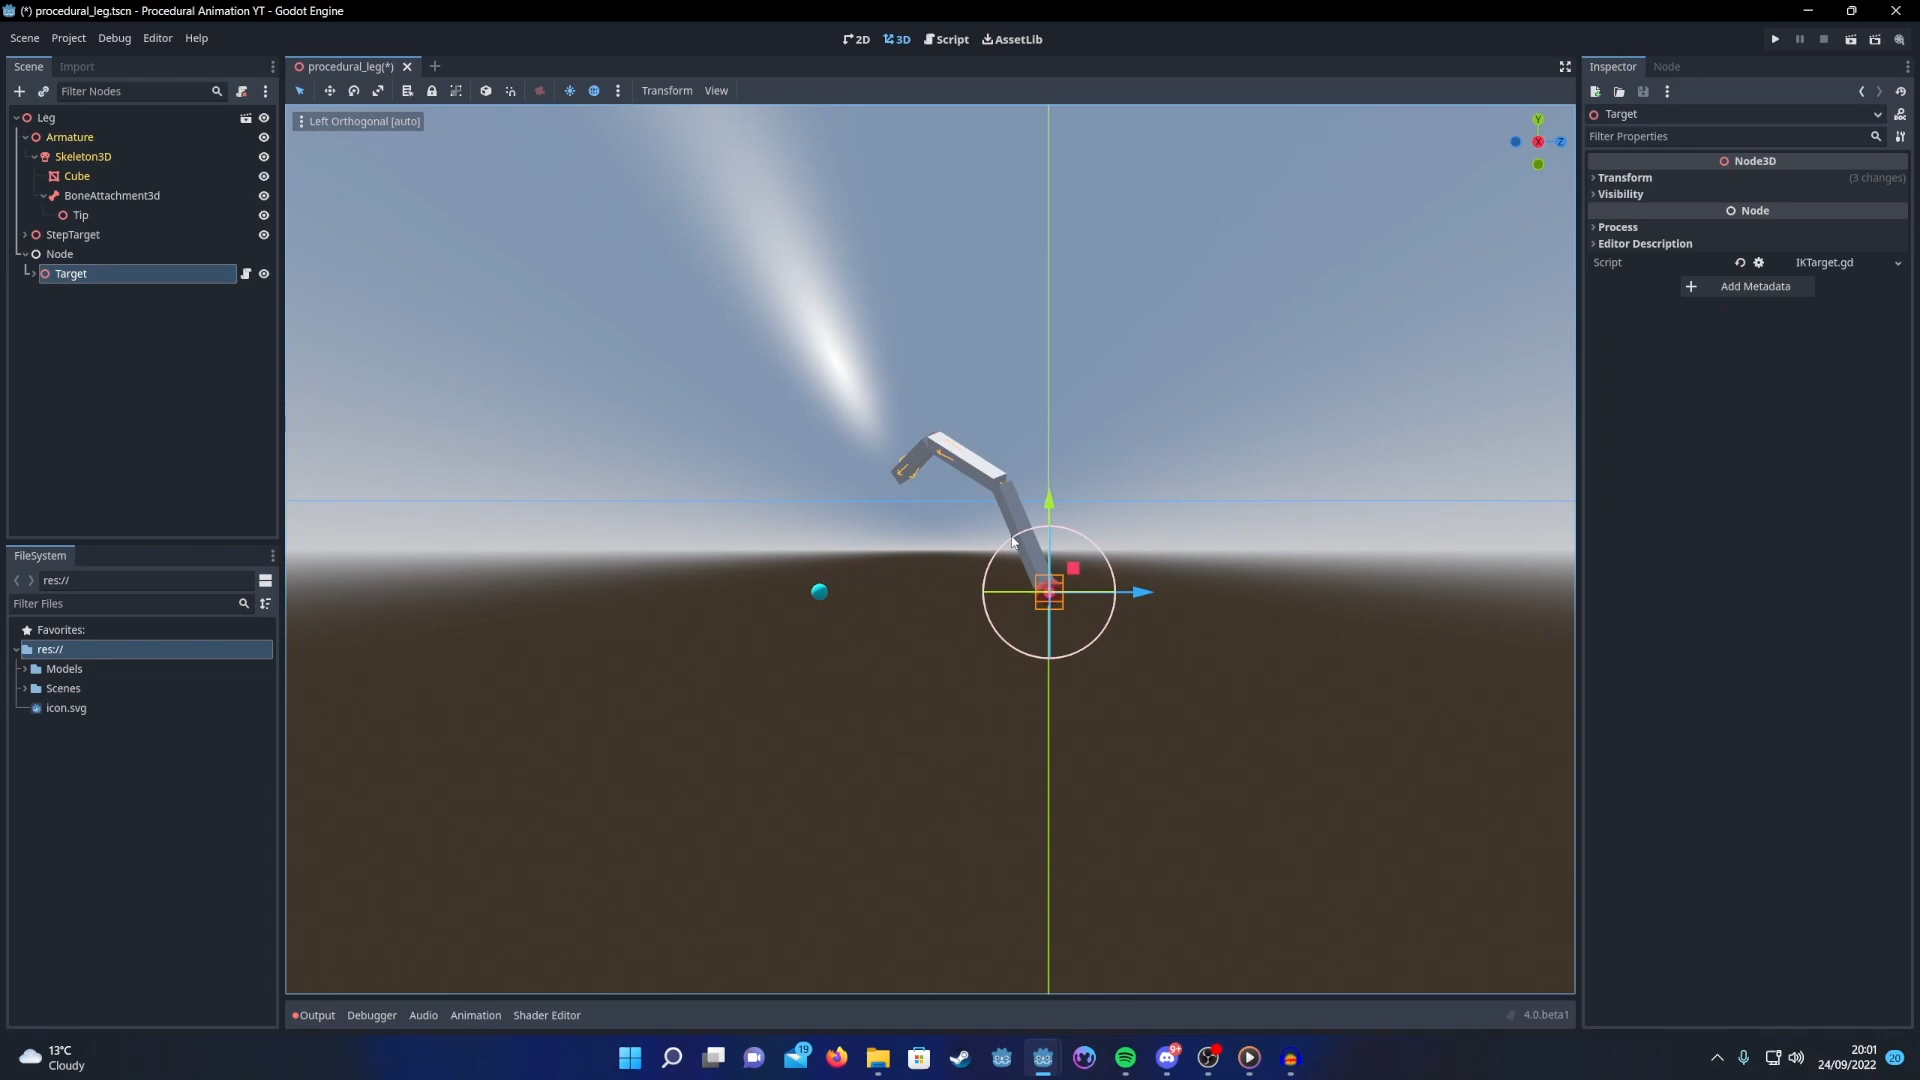 (*) procedural_leg.tscn - Procedural Animation YT - Godot Engine
Scene Project Debug Editor Help
2D 3D Script AssetLib
Scene Import
Filter Nodes
Leg
Armature
Skeleton3D
Cube
BoneAttachment3d
Tip
StepTarget
Node
Target
FileSystem
res://
Filter Files
Favorites:
res://
Models
Scenes
icon.svg
procedural_leg(*)
Transform View
Left Orthogonal [auto]
Y
X
Z
Output Debugger Audio Animation Shader Editor
4.0.beta1
Inspector Node
Target
Filter Properties
Node3D
Transform (3 changes)
Visibility
Node
Process
Editor Description
Script IKTarget.gd
Add Metadata
13°C
Cloudy
19
9+
20:01
24/09/2022
20